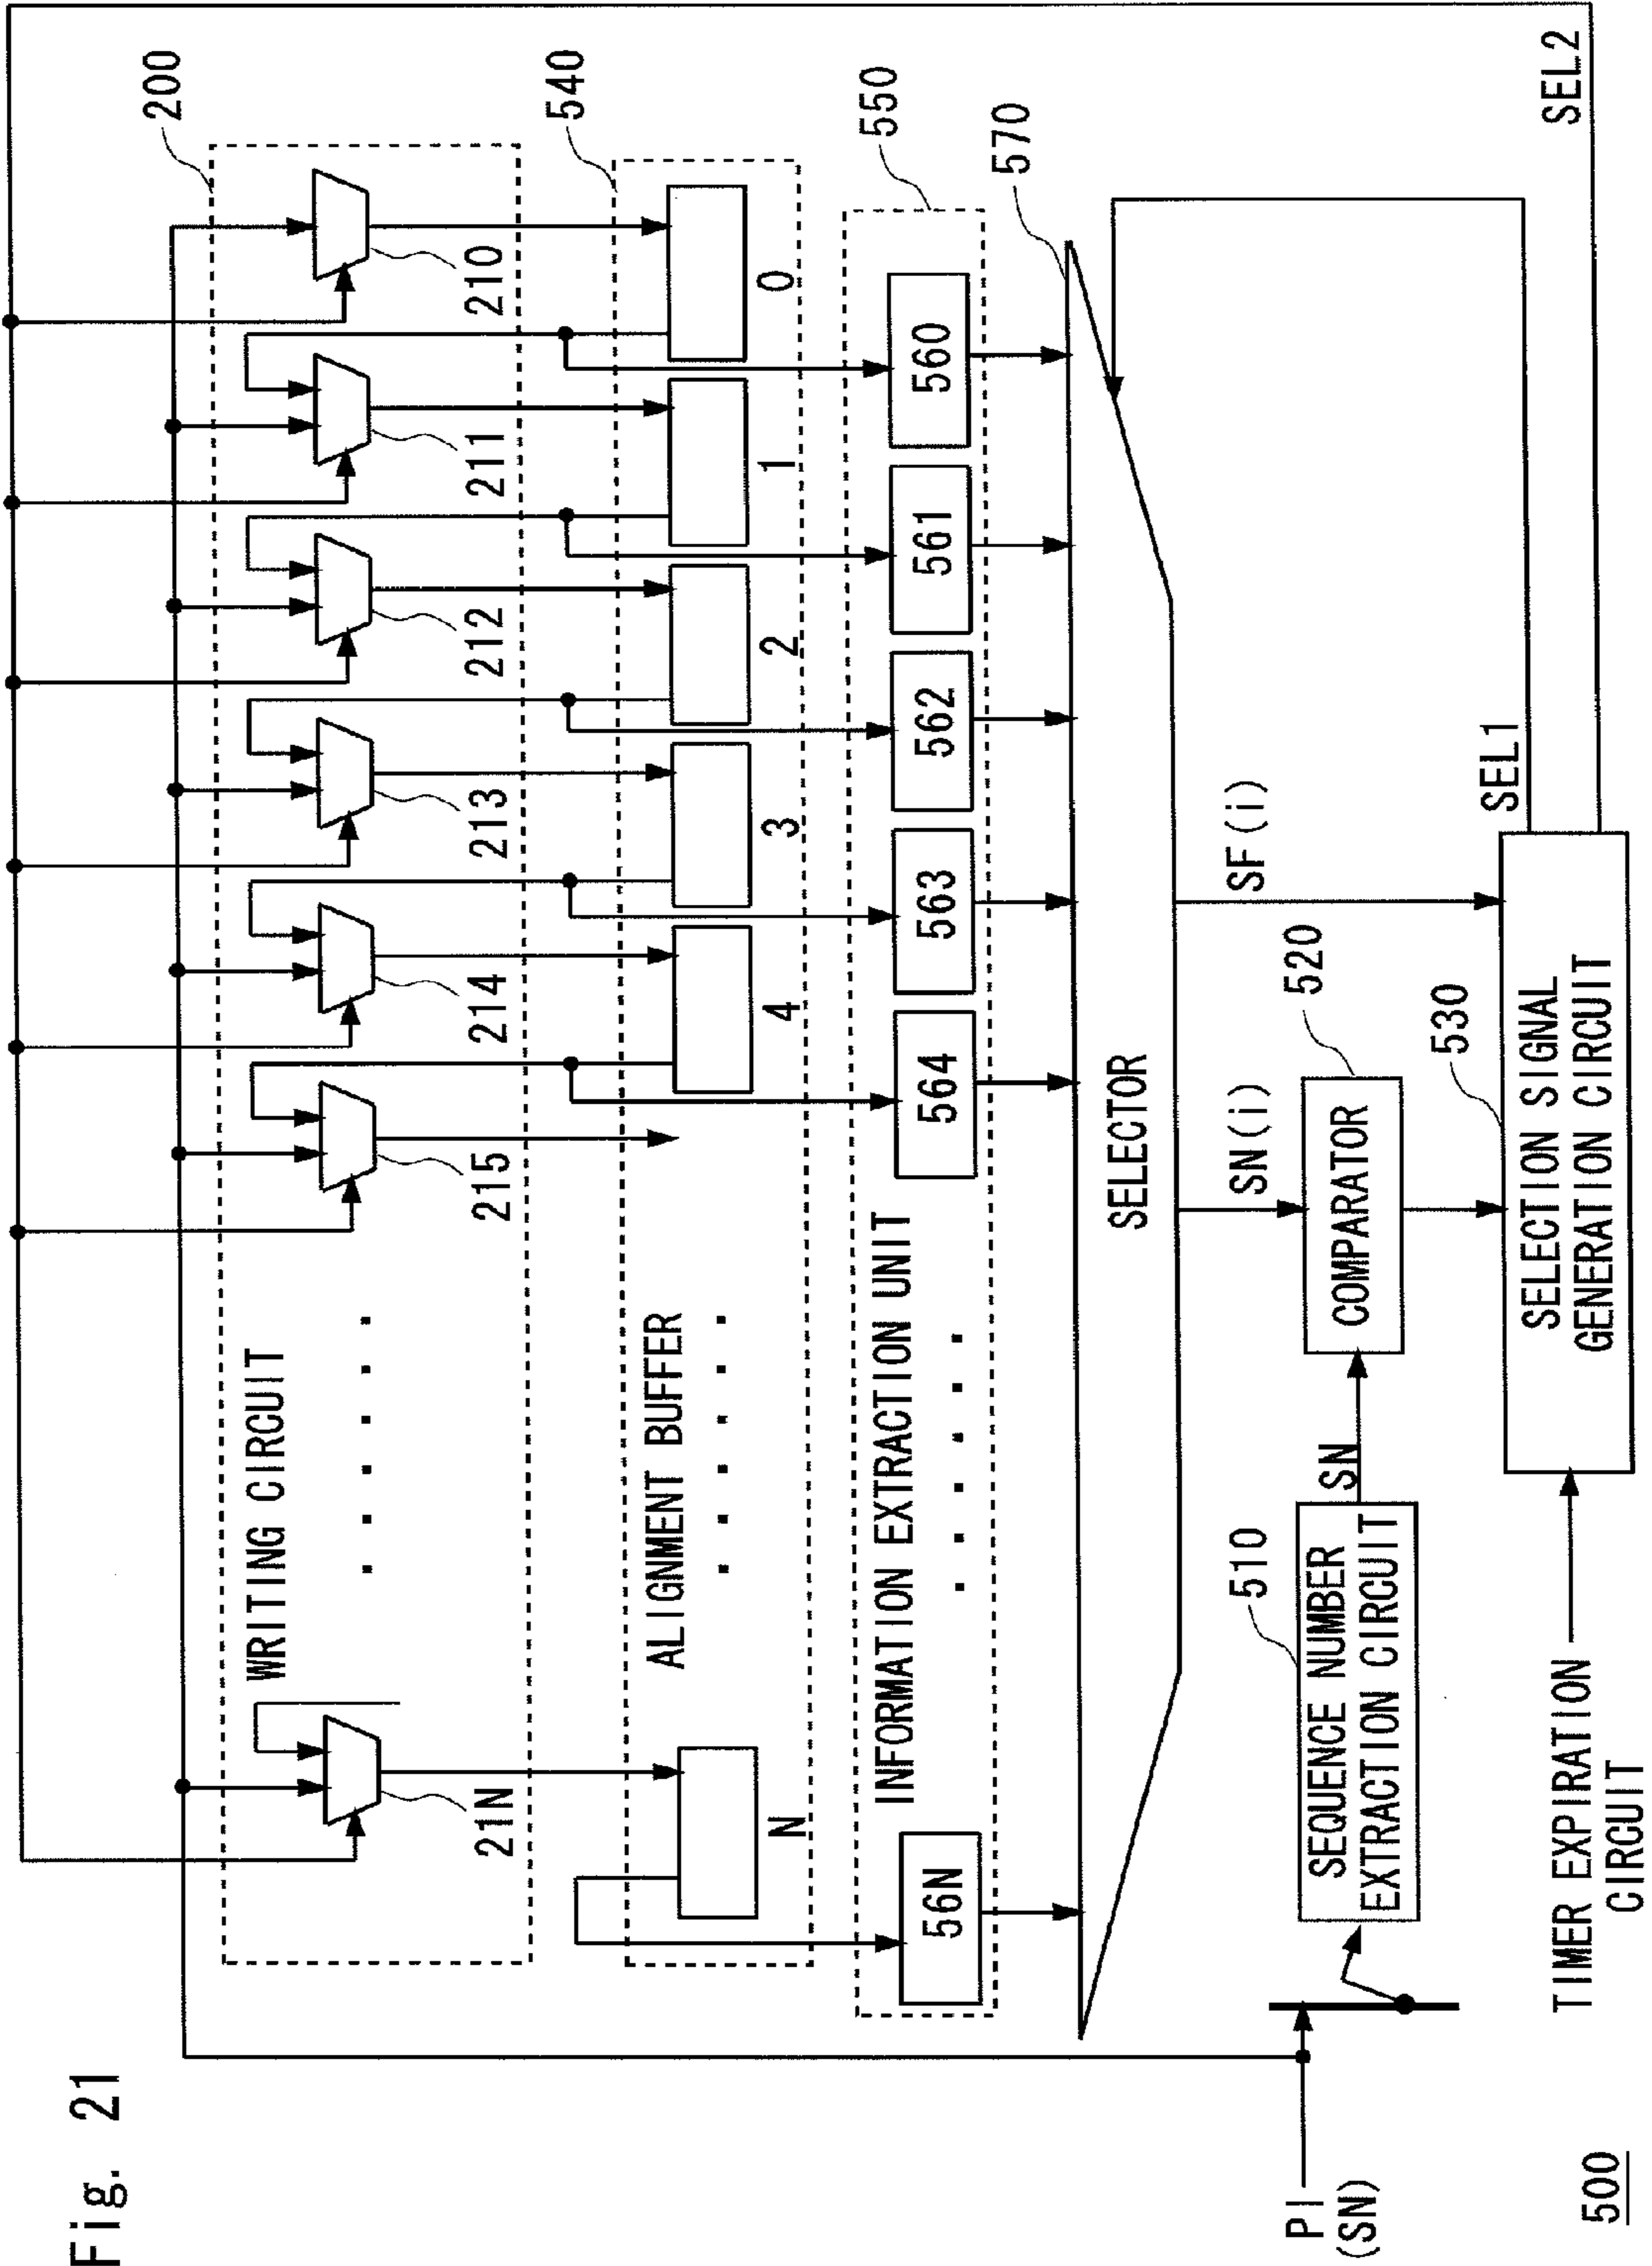 Fig. 21
500
PI
(SN)
WRITING CIRCUIT
200
21N
215
214
213
212
211
210
ALIGNMENT BUFFER
540
N
4
3
2
1
0
INFORMATION EXTRACTION UNIT
550
56N
564
563
562
561
560
570
SELECTOR
SN(i)
SF(i)
510
SEQUENCE NUMBER
EXTRACTION CIRCUIT
SN
COMPARATOR
520
530
SELECTION SIGNAL
GENERATION CIRCUIT
SEL1
SEL2
TIMER EXPIRATION
CIRCUIT